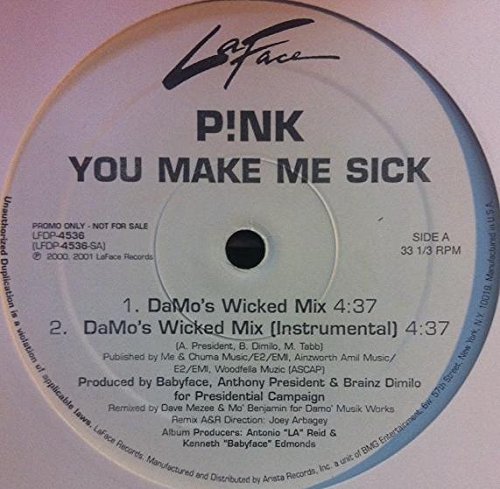 LaFace
P!NK
YOU MAKE ME SICK
PROMO ONLY - NOT FOR SALE
LFDP-4536
(LFDP-4536-SA)
℗ 2000, 2001 LaFace Records
SIDE A
33 1/3 RPM
1. DaMo's Wicked Mix 4:37
2. DaMo's Wicked Mix (Instrumental) 4:37
(A. President, B. Dimilo, M. Tabb)
Published by Me & Chuma Music/E2/EMI, Ainzworth Amil Music/
E2/EMI, Woodfella Muzic (ASCAP)
Produced by Babyface, Anthony President & Brainz Dimilo
for Presidential Campaign
Remixed by Dave Mezee & Mo' Benjamin for Damo' Musik Works
Remix A&R Direction: Joey Arbagey
Album Producers: Antonio "LA" Reid &
Kenneth "Babyface" Edmonds
Unauthorized Duplication is a violation of applicable laws. LaFace Records. Manufactured and Distributed by Arista Records, Inc. a unit of BMG Entertainment, 6w 57th Street, New York, N.Y. 10019. Manufactured in U.S.A.